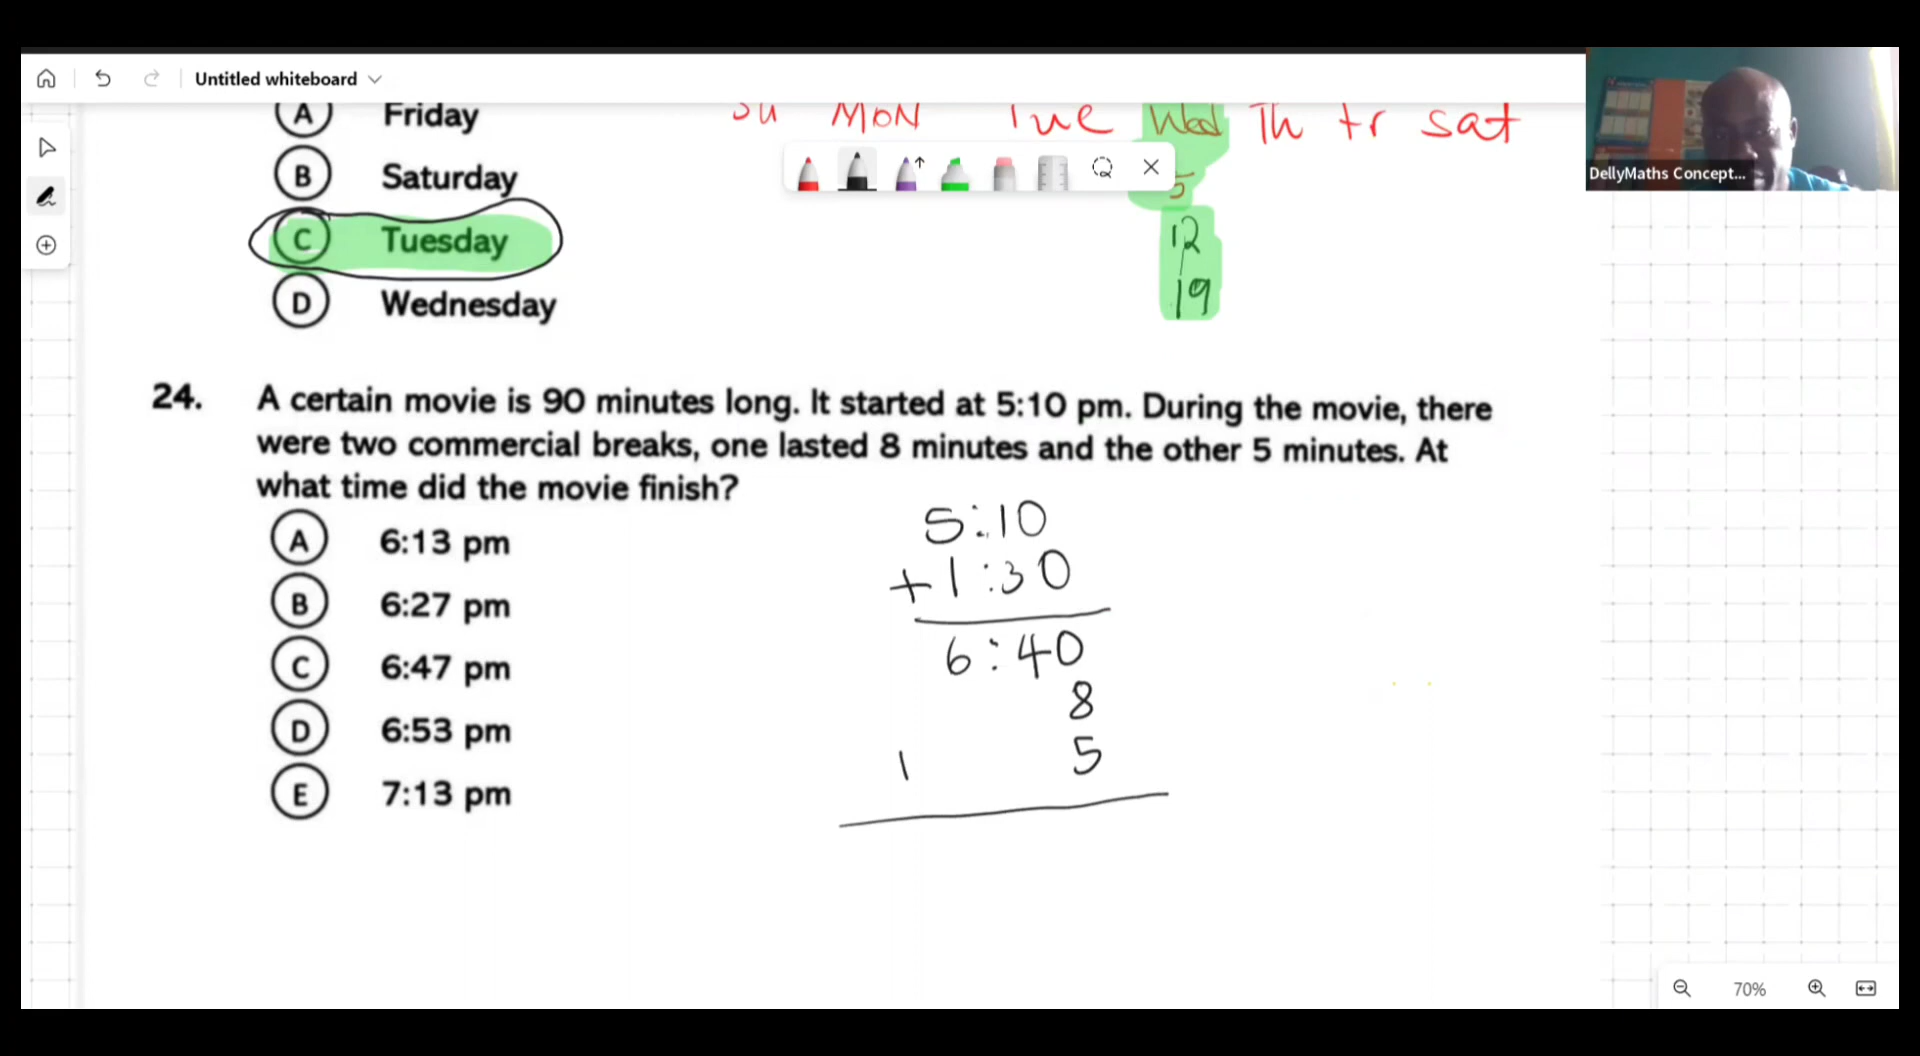 Untitled whiteboard
DellyMaths Concept...
A Friday
B Saturday
C Tuesday
D Wednesday
Su MON Tue Wed Th fr sat
5
12
19
24. A certain movie is 90 minutes long. It started at 5:10 pm. During the movie, there
were two commercial breaks, one lasted 8 minutes and the other 5 minutes. At
what time did the movie finish?
A 6:13 pm
B 6:27 pm
C 6:47 pm
D 6:53 pm
E 7:13 pm
5:10
+1:30
6:40
8
1 5
70%